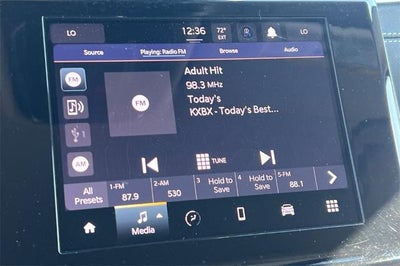 LO
12:36
72°
EXT
LO
Source
Playing: Radio FM
Browse
Audio
Adult Hit
FM
98.3 MHz
FM
Today's
KXBX - Today's Best...
1
AM
TUNE
All
Presets
1-FM
87.9
2-AM
530
3
Hold to
Save
4
Hold to
Save
5-FM
88.1
Media